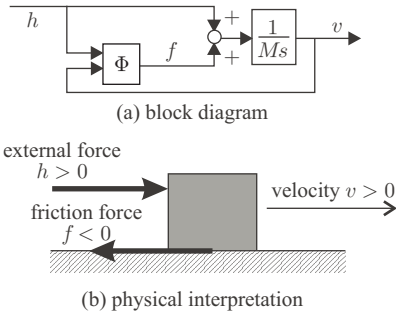 h
f
v
+
+
Φ
1
Ms
(a) block diagram
external force
h > 0
friction force
f < 0
velocity v > 0
(b) physical interpretation